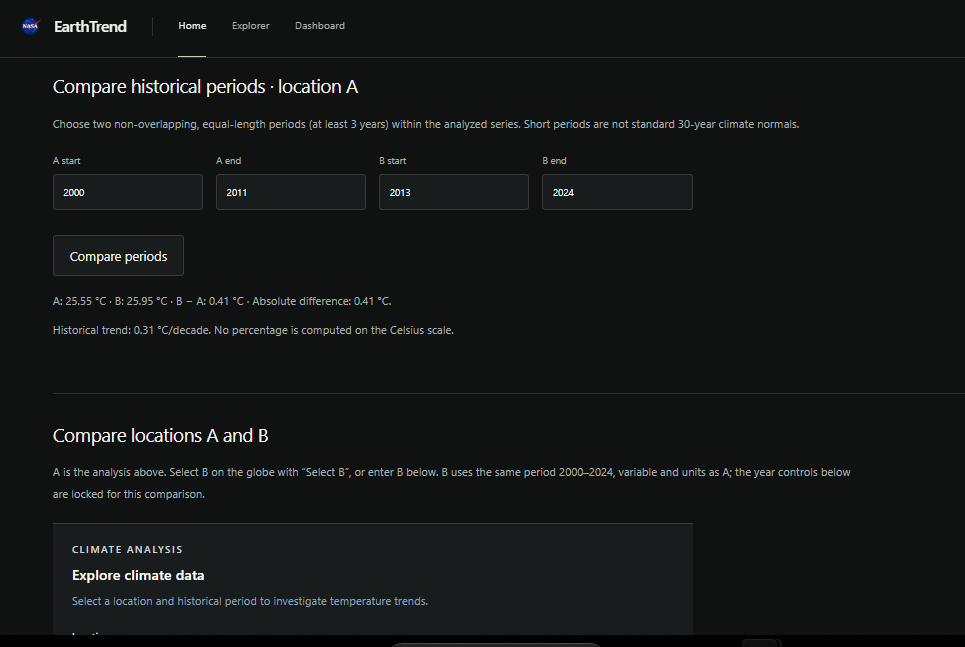 NASA
EarthTrend
Home
Explorer
Dashboard
Compare historical periods · location A
Choose two non-overlapping, equal-length periods (at least 3 years) within the analyzed series. Short periods are not standard 30-year climate normals.
A start
A end
B start
B end
2000
2011
2013
2024
Compare periods
A: 25.55 °C · B: 25.95 °C · B − A: 0.41 °C · Absolute difference: 0.41 °C.
Historical trend: 0.31 °C/decade. No percentage is computed on the Celsius scale.
Compare locations A and B
A is the analysis above. Select B on the globe with “Select B”, or enter B below. B uses the same period 2000–2024, variable and units as A; the year controls below
are locked for this comparison.
CLIMATE ANALYSIS
Explore climate data
Select a location and historical period to investigate temperature trends.